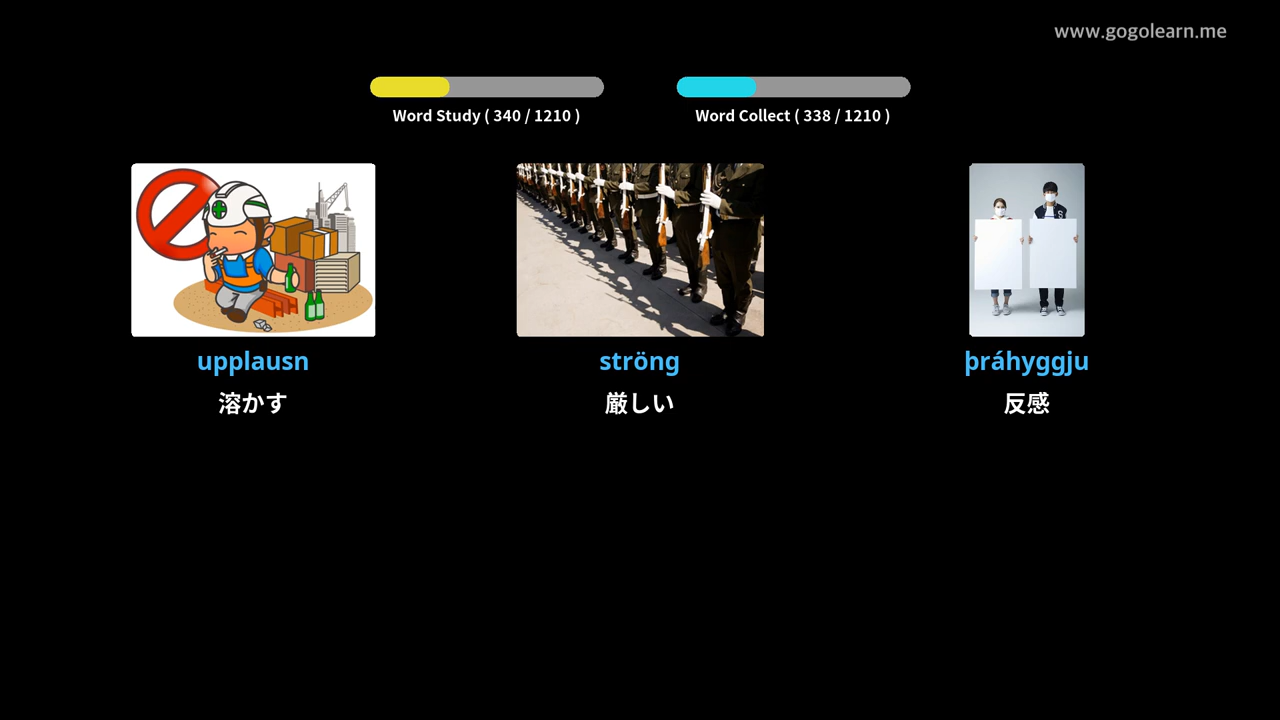 www.gogolearn.me
Word Study ( 340 / 1210 )
Word Collect ( 338 / 1210 )
upplausn
ströng
þráhyggju
溶かす
厳しい
反感